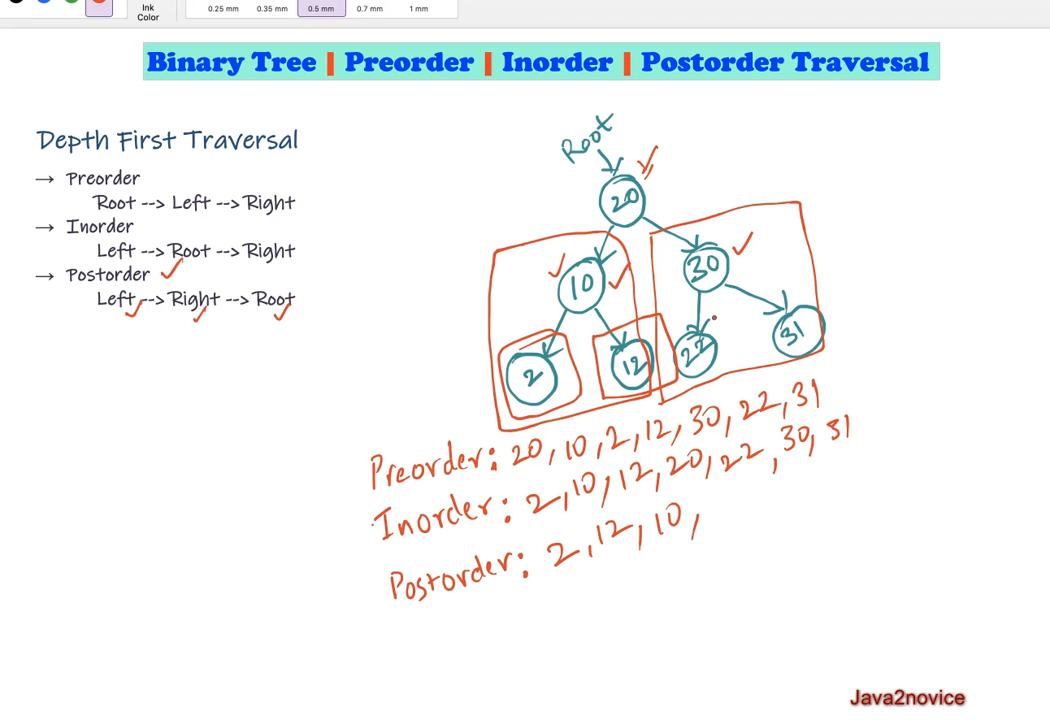 Ink
Color
0.25 mm 0.35 mm 0.5 mm 0.7 mm 1 mm
Binary Tree | Preorder | Inorder | Postorder Traversal
Depth First Traversal
→ Preorder
Root --> Left --> Right
→ Inorder
Left --> Root --> Right
→ Postorder
Left --> Right --> Root
Root
20
10
30
2
12
22
31
Preorder: 20, 10, 2, 12, 30, 22, 31
Inorder: 2, 10, 12, 20, 22, 30, 31
Postorder: 2, 12, 10,
Java2novice